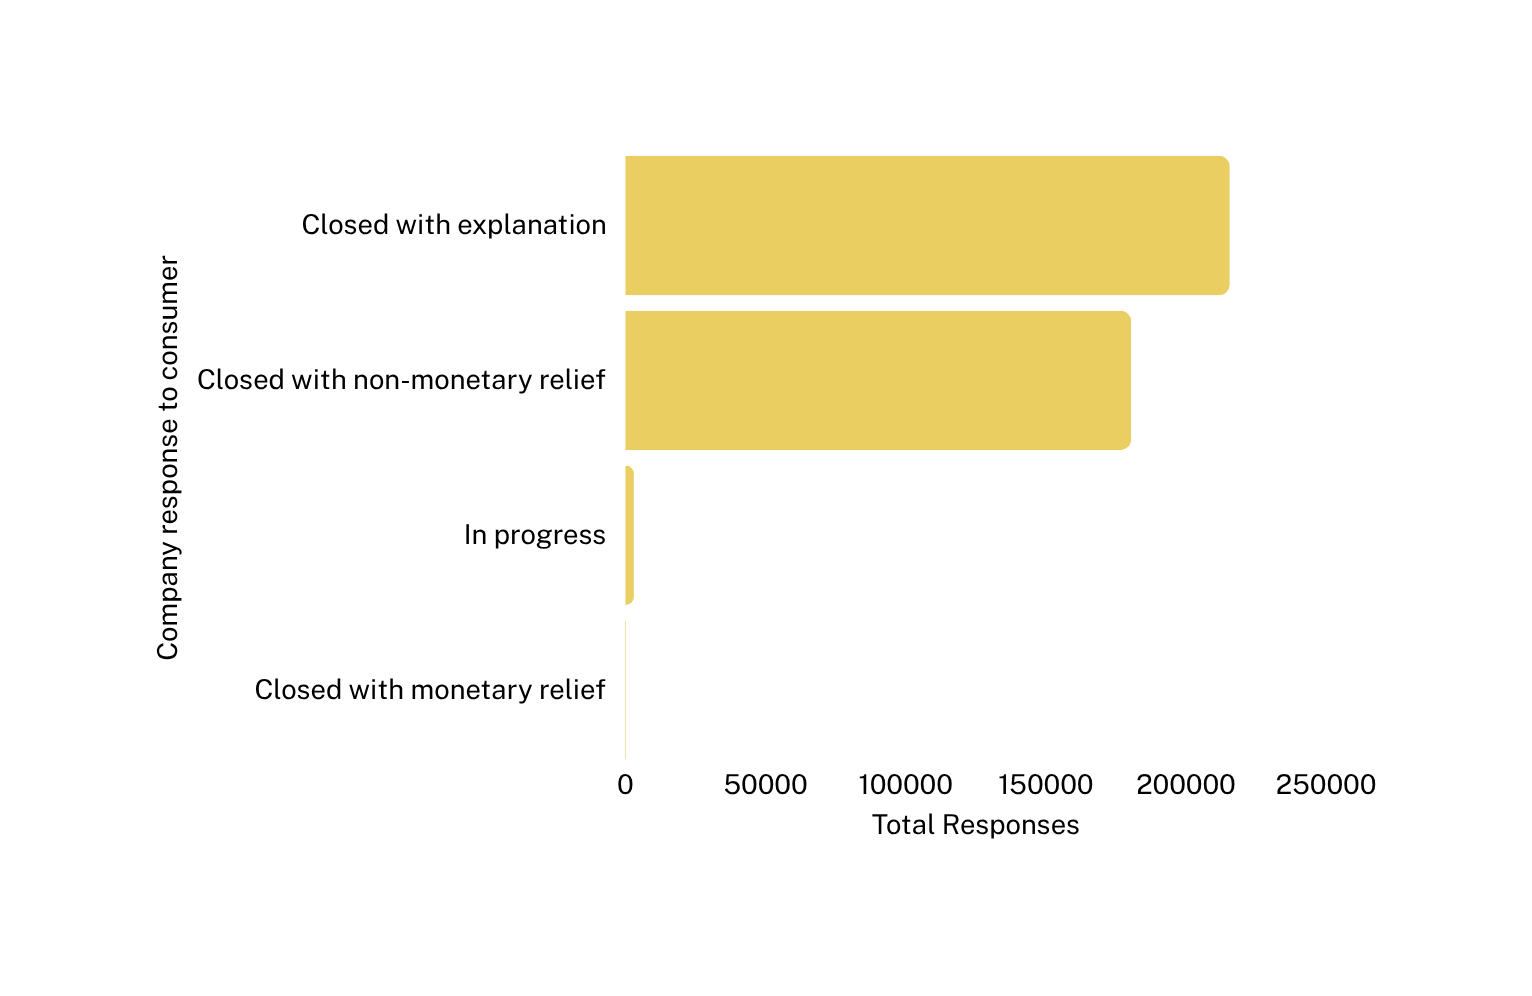 Company response to consumer
Closed with explanation
Closed with non-monetary relief
In progress
Closed with monetary relief
0 50000 100000 150000 200000 250000
Total Responses